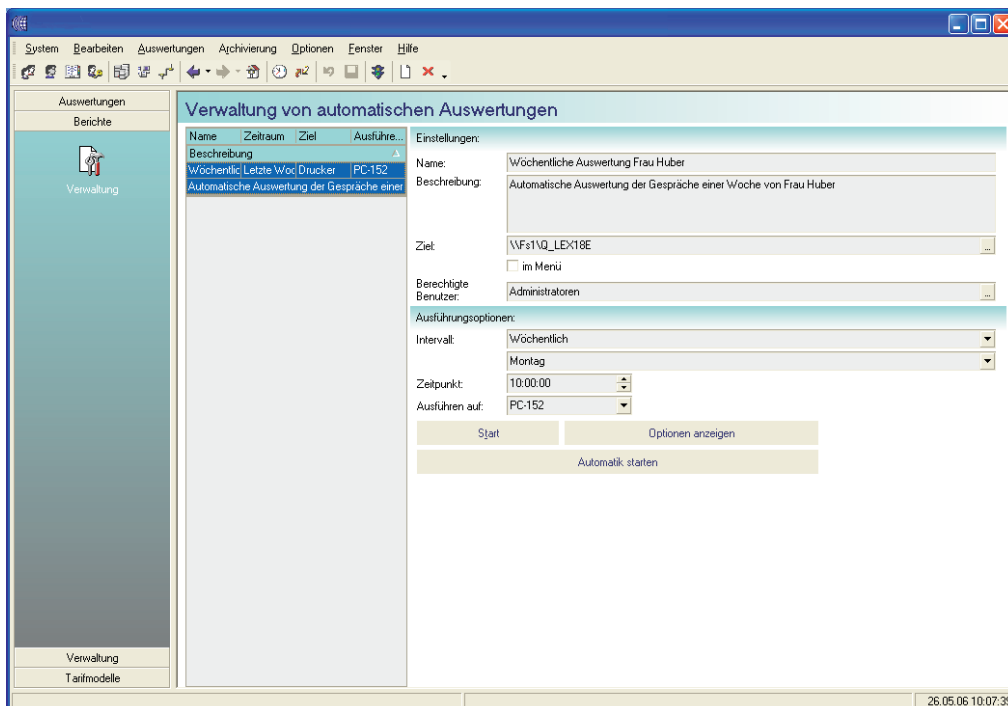 System Bearbeiten Auswertungen Archivierung Optionen Fenster Hilfe
Auswertungen
Berichte
Verwaltung
Verwaltung
Tarifmodelle
Verwaltung von automatischen Auswertungen
Name Zeitraum Ziel Ausführe...
Beschreibung
Wöchentlic Letzte Woc Drucker PC-152
Automatische Auswertung der Gespräche einer
Einstellungen:
Name: Wöchentliche Auswertung Frau Huber
Beschreibung: Automatische Auswertung der Gespräche einer Woche von Frau Huber
Ziel: \\Fs1\Q_LEX18E ...
im Menü
Berechtigte
Benutzer: Administratoren ...
Ausführungsoptionen:
Intervall: Wöchentlich
Montag
Zeitpunkt: 10:00:00
Ausführen auf: PC-152
Start Optionen anzeigen
Automatik starten
26.05.06 10:07:39